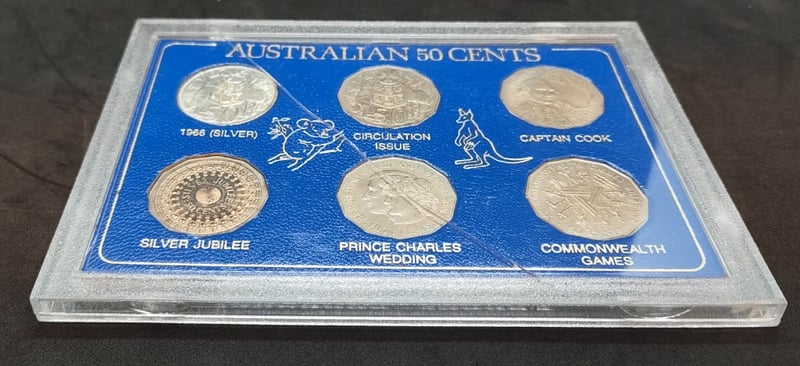 AUSTRALIAN 50 CENTS
1966 (SILVER)
CIRCULATION
ISSUE
CAPTAIN COOK
SILVER JUBILEE
PRINCE CHARLES
WEDDING
COMMONWEALTH
GAMES